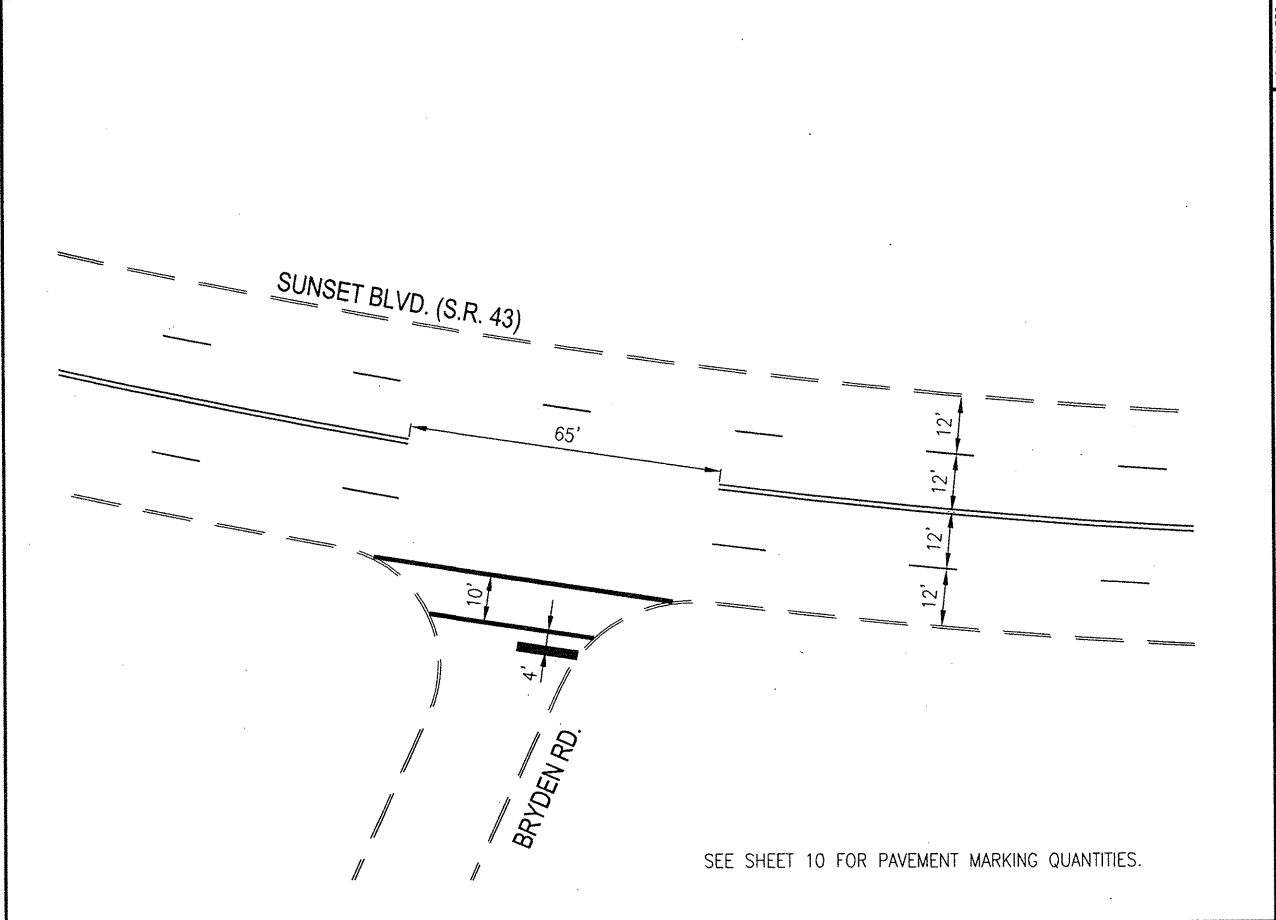 SUNSET BLVD. (S.R. 43)
65'
12'
12'
12'
12'
10'
4'
BRYDEN RD.
SEE SHEET 10 FOR PAVEMENT MARKING QUANTITIES.